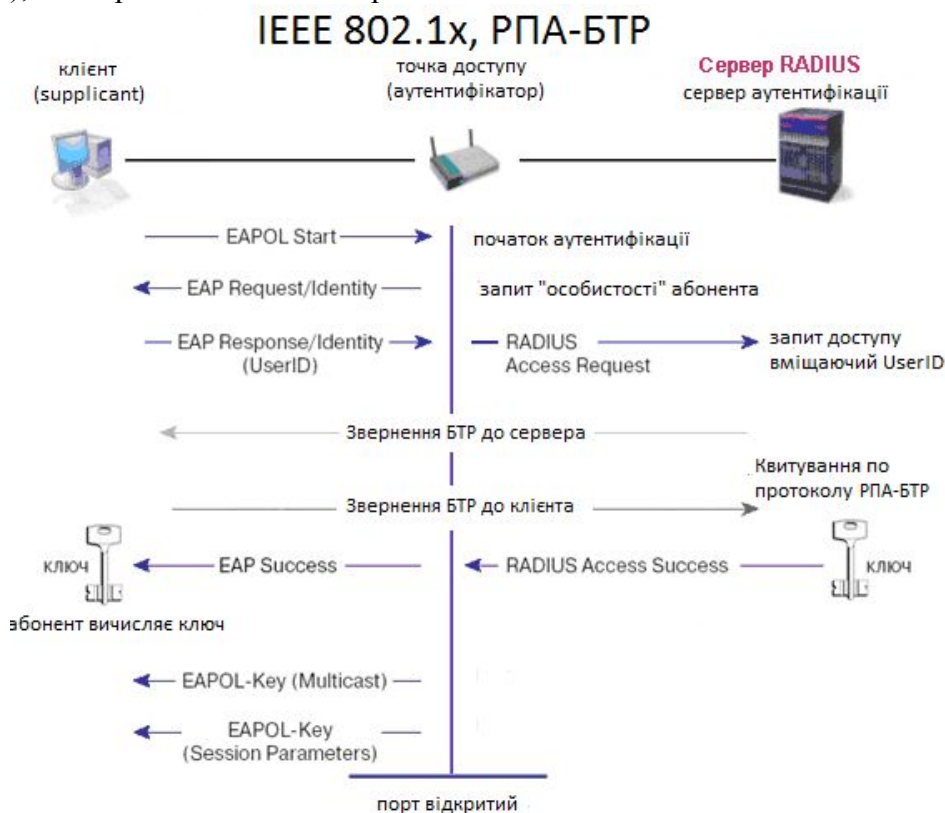 IEEE 802.1x, РПА-БТР
клієнт
(supplicant)
точка доступу
(аутентифікатор)
Сервер RADIUS
сервер аутентифікації
EAPOL Start
початок аутентифікації
EAP Request/Identity
запит "особистості" абонента
EAP Response/Identity
(UserID)
RADIUS
Access Request
запит доступу
вміщаючий UserID
Звернення БТР до сервера
Квитування по
протоколу РПА-БТР
Звернення БТР до клієнта
ключ
EAP Success
RADIUS Access Success
ключ
абонент вичисляє ключ
EAPOL-Key (Multicast)
EAPOL-Key
(Session Parameters)
порт відкритий